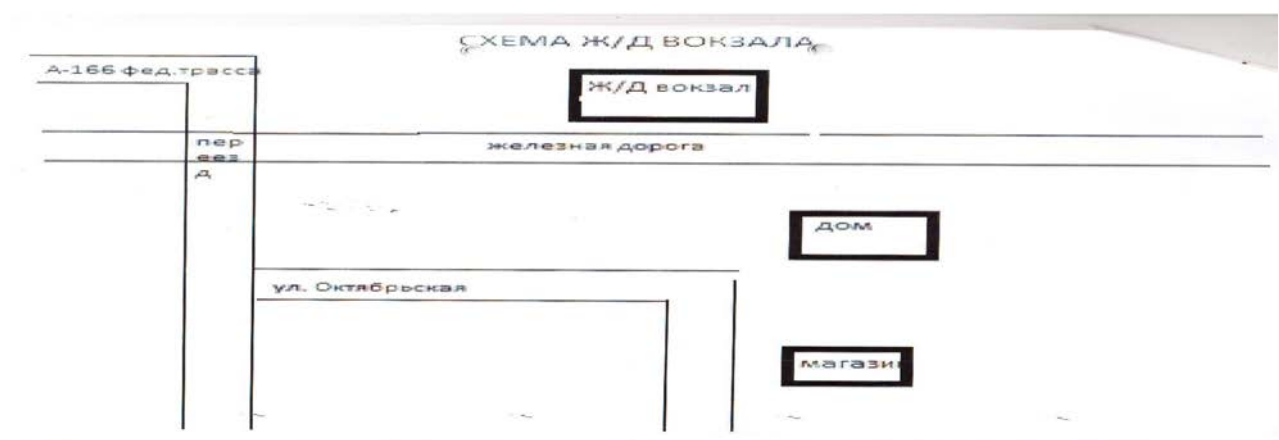 СХЕМА Ж/Д ВОКЗАЛА
А-166 фед.трасса
Ж/Д вокзал
пер
еез
д
железная дорога
дом
ул. Октябрьская
магази